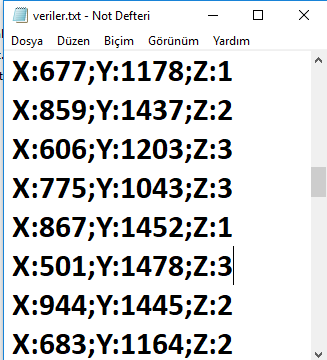 veriler.txt - Not Defteri
Dosya Düzen Biçim Görünüm Yardım
X:677;Y:1178;Z:1
X:859;Y:1437;Z:2
X:606;Y:1203;Z:3
X:775;Y:1043;Z:3
X:867;Y:1452;Z:1
X:501;Y:1478;Z:3
X:944;Y:1445;Z:2
X:683;Y:1164;Z:2